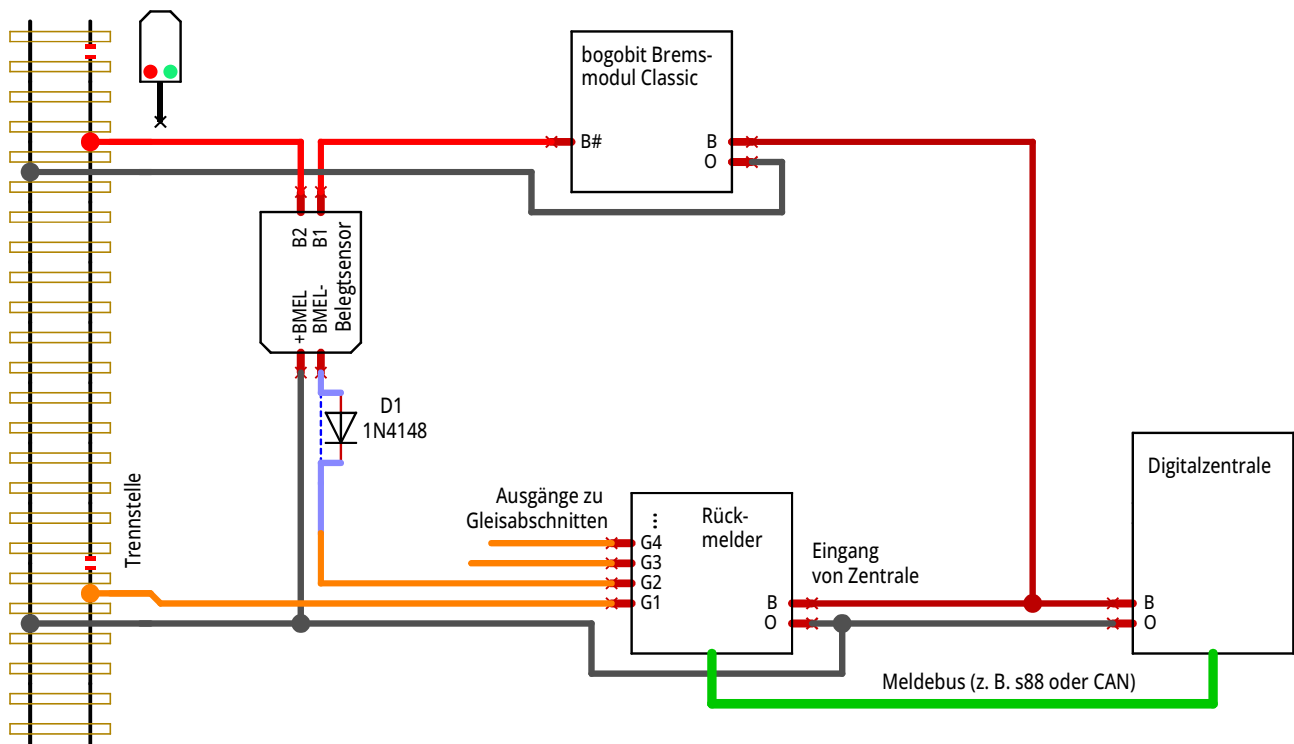 bogobit Brems-
modul Classic
B#
B
O
B2
B1
+BMEL
BMEL-
Belegtsensor
D1
1N4148
Trennstelle
Ausgänge zu
Gleisabschnitten
...
G4
G3
G2
G1
Rück-
melder
B
O
Eingang
von Zentrale
Digitalzentrale
B
O
Meldebus (z. B. s88 oder CAN)